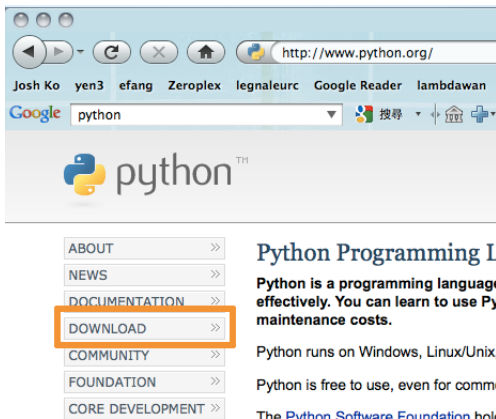 http://www.python.org/
Josh Ko yen3 efang Zeroplex legnaleurc Google Reader lambdawan
Google python 搜尋
python™
ABOUT
NEWS
DOCUMENTATION
DOWNLOAD
COMMUNITY
FOUNDATION
CORE DEVELOPMENT
Python Programming L
Python is a programming language
effectively. You can learn to use Py
maintenance costs.
Python runs on Windows, Linux/Unix,
Python is free to use, even for comme
The Python Software Foundation hol